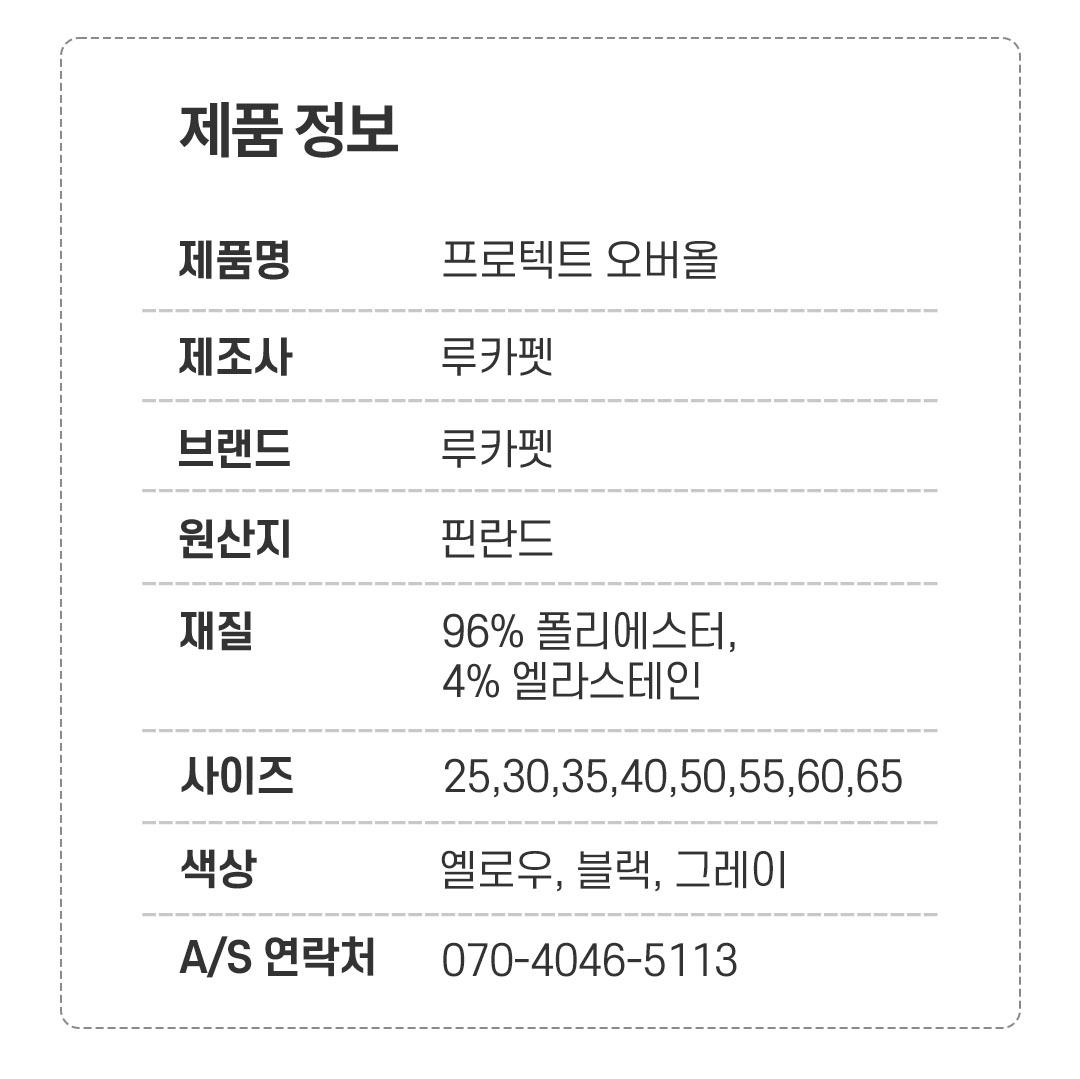 제품 정보
제품명 프로텍트 오버올
제조사 루카펫
브랜드 루카펫
원산지 핀란드
재질 96% 폴리에스터,
4% 엘라스테인
사이즈 25,30,35,40,50,55,60,65
색상 옐로우, 블랙, 그레이
A/S 연락처 070-4046-5113